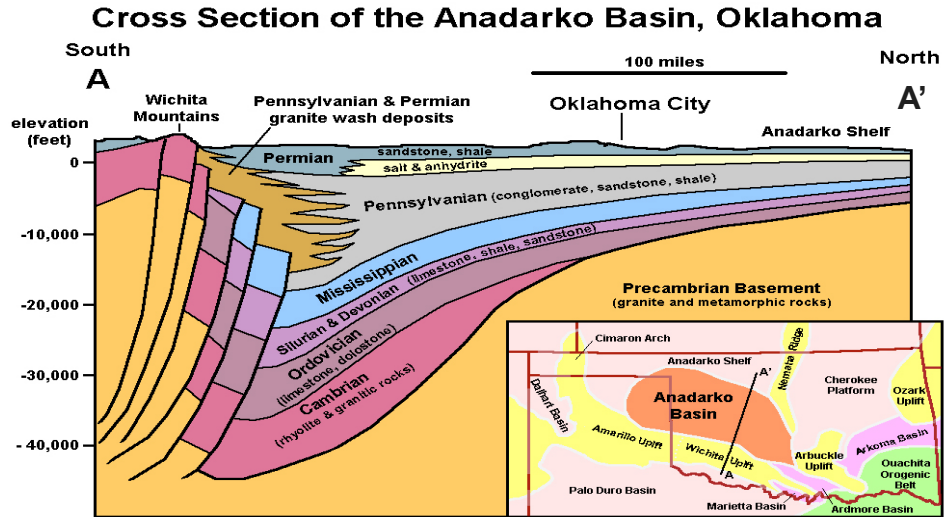 Cross Section of the Anadarko Basin, Oklahoma
South
A
100 miles
North
A’
Wichita
Mountains
Pennsylvanian & Permian
granite wash deposits
Oklahoma City
Anadarko Shelf
elevation
(feet)
0
-10,000
-20,000
-30,000
- 40,000
Permian
sandstone, shale
salt & anhydrite
Pennsylvanian (conglomerate, sandstone, shale)
Mississippian
Silurian & Devonian (limestone, shale, sandstone)
Ordovician
(limestone, dolostone)
Cambrian
(rhyolite & granitic rocks)
Precambrian Basement
(granite and metamorphic rocks)
Cimaron Arch
Anadarko Shelf
Nemaha Ridge
A'
Dalhart Basin
Anadarko
Basin
Cherokee
Platform
Ozark
Uplift
Amarillo Uplft
Wichita Uplft
A
Arbuckle
Uplift
Arkoma Basin
Ouachita
Orogenic
Belt
Palo Duro Basin
Marietta Basin
Ardmore Basin